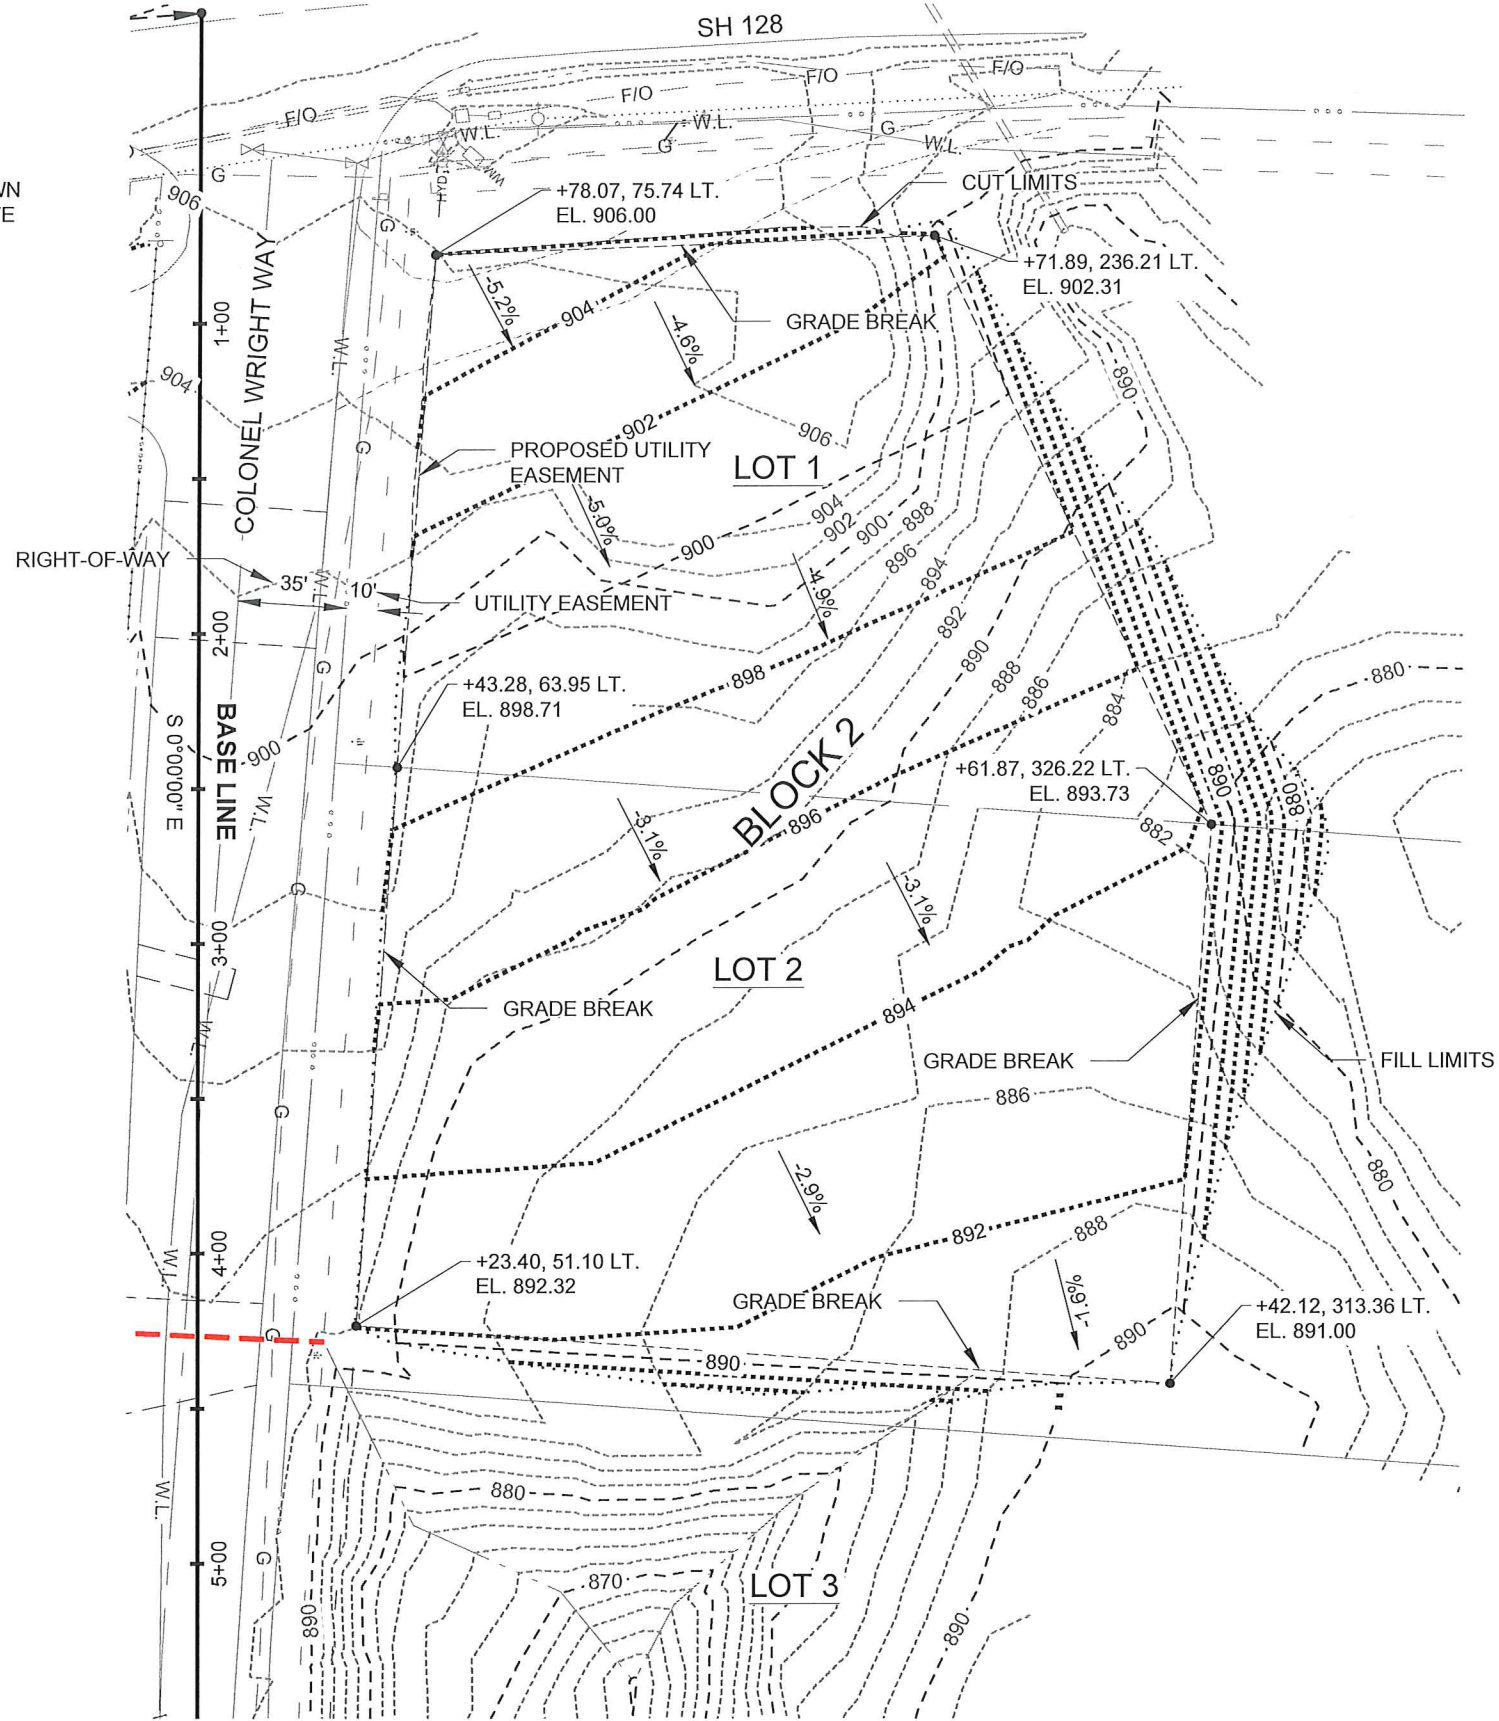 SH 128
F/O
F/O
F/O
F/O
W.L.
W.L.
G
G
W.L.
G
HYD
WM
WN
TE
906
+78.07, 75.74 LT.
EL. 906.00
CUT LIMITS
G
+71.89, 236.21 LT.
EL. 902.31
-5.2%
904
-4.6%
GRADE BREAK
1+00
COLONEL WRIGHT WAY
W.L.
904
890
902
906
PROPOSED UTILITY
EASEMENT
G
LOT 1
-5.0%
904
902
900
898
896
894
900
RIGHT-OF-WAY
35'
10'
W.L.
UTILITY EASEMENT
-4.9%
892
890
888
886
884
2+00
G
898
880
+43.28, 63.95 LT.
EL. 898.71
S 0°00'00"E
BASE LINE
900
W.L.
BLOCK 2
+61.87, 326.22 LT.
EL. 893.73
890
880
-3.1%
896
882
G
-3.1%
3+00
LOT 2
GRADE BREAK
894
W.L.
GRADE BREAK
FILL LIMITS
G
886
-2.9%
880
892
888
4+00
W.L.
+23.40, 51.10 LT.
EL. 892.32
GRADE BREAK
-1.6%
+42.12, 313.36 LT.
EL. 891.00
G
890
890
W.L.
880
5+00
G
870
LOT 3
890
890